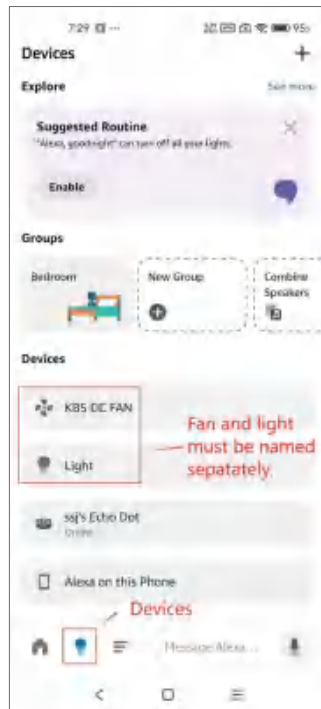 7:29
95
Devices
Explore
See more
Suggested Routine
"Alexa, goodnight" can turn off all your lights.
Enable
Groups
Bedroom
New Group
Combine
Speakers
Devices
KBS DC FAN
Light
Fan and light
must be named
sepatately
ssj's Echo Dot
Online
Alexa on this Phone
Devices
Message Alexa...